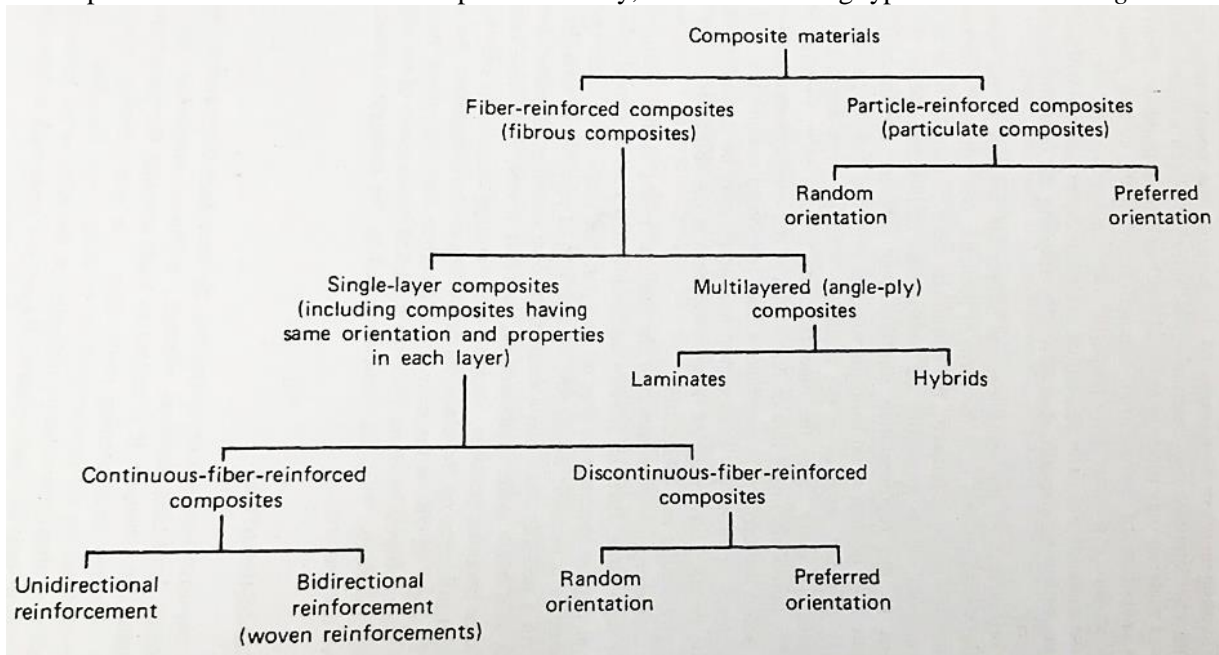 Composite materials
Fiber-reinforced composites
(fibrous composites)
Particle-reinforced composites
(particulate composites)
Random
orientation
Preferred
orientation
Single-layer composites
(including composites having
same orientation and properties
in each layer)
Multilayered (angle-ply)
composites
Laminates
Hybrids
Continuous-fiber-reinforced
composites
Discontinuous-fiber-reinforced
composites
Unidirectional
reinforcement
Bidirectional
reinforcement
(woven reinforcements)
Random
orientation
Preferred
orientation